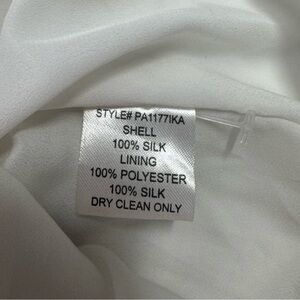 STYLE# PA1177IKA
SHELL
100% SILK
LINING
100% POLYESTER
100% SILK
DRY CLEAN ONLY